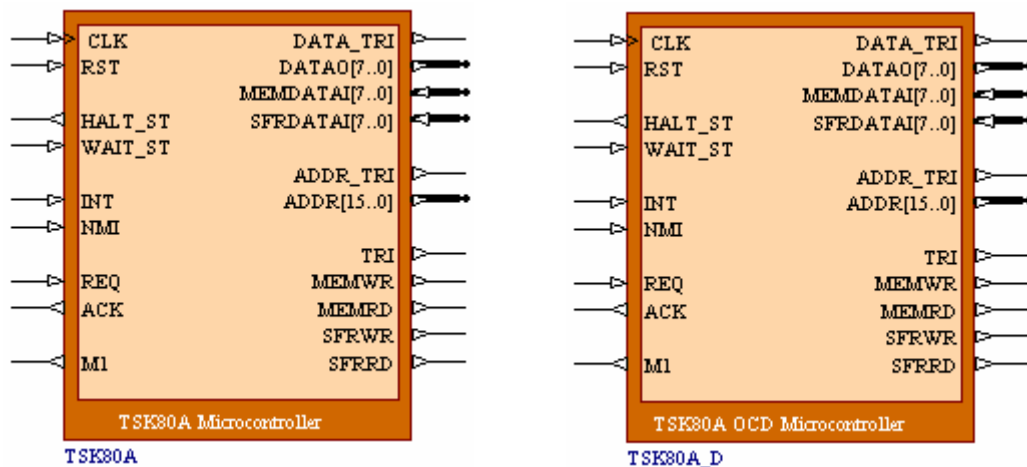 CLK DATA_TRI
RST DATAO[7..0]
MEMDATAI[7..0]
HALT_ST SFRDATAI[7..0]
WAIT_ST
ADDR_TRI
INT ADDR[15..0]
NMI
TRI
REQ MEMWR
ACK MEMRD
SFRWR
M1 SFRRD
TSK80A Microcontroller
TSK80A
CLK DATA_TRI
RST DATAO[7..0]
MEMDATAI[7..0]
HALT_ST SFRDATAI[7..0]
WAIT_ST
ADDR_TRI
INT ADDR[15..0]
NMI
TRI
REQ MEMWR
ACK MEMRD
SFRWR
M1 SFRRD
TSK80A OCD Microcontroller
TSK80A_D